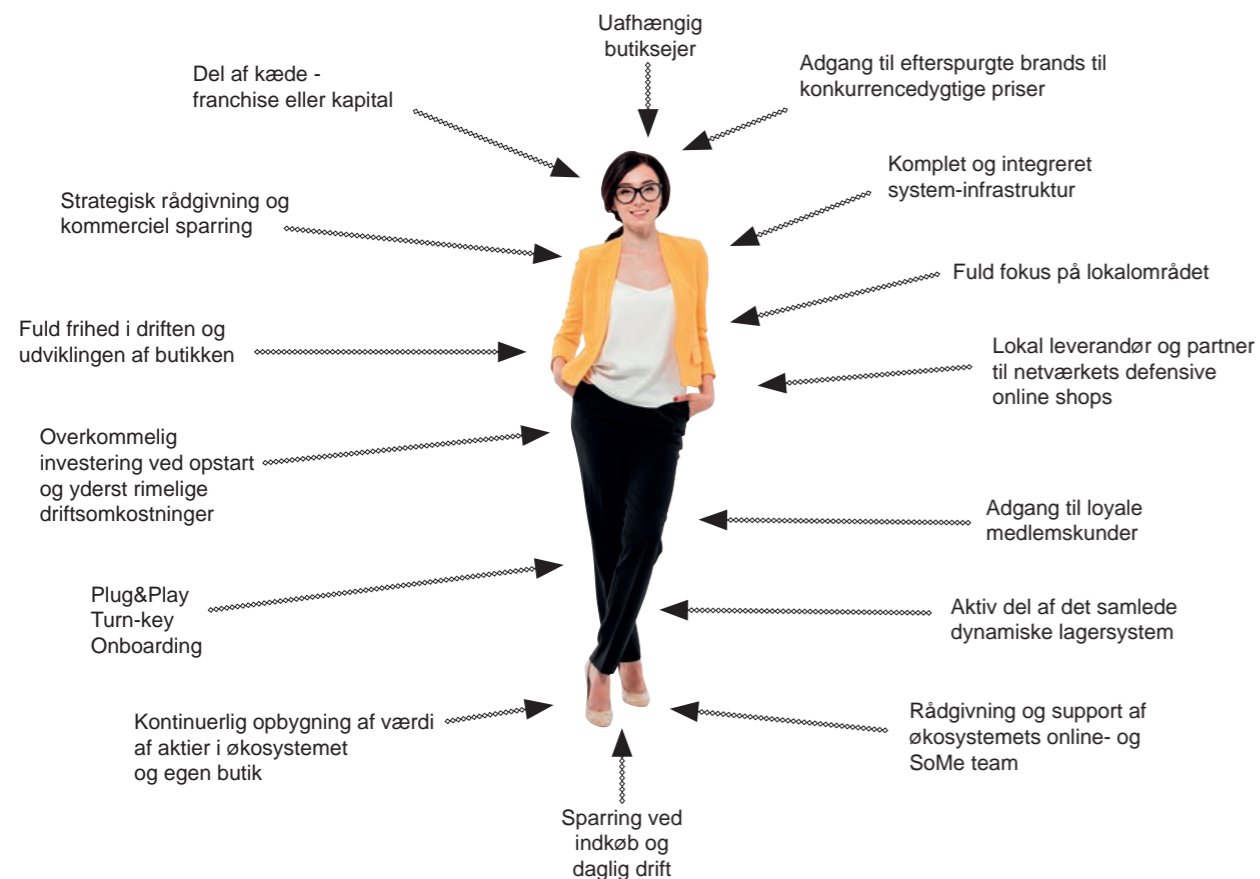 Uafhængig
butiksejer
Del af kæde -
franchise eller kapital
Adgang til efterspurgte brands til
konkurrencedygtige priser
Strategisk rådgivning og
kommerciel sparring
Komplet og integreret
system-infrastruktur
Fuld fokus på lokalområdet
Fuld frihed i driften og
udviklingen af butikken
Lokal leverandør og partner
til netværkets defensive
online shops
Overkommelig
investering ved opstart
og yderst rimelige
driftsomkostninger
Adgang til loyale
medlemskunder
Plug&Play
Turn-key
Onboarding
Aktiv del af det samlede
dynamiske lagersystem
Kontinuerlig opbygning af værdi
af aktier i økosystemet
og egen butik
Rådgivning og support af
økosystemets online- og
SoMe team
Sparring ved
indkøb og
daglig drift